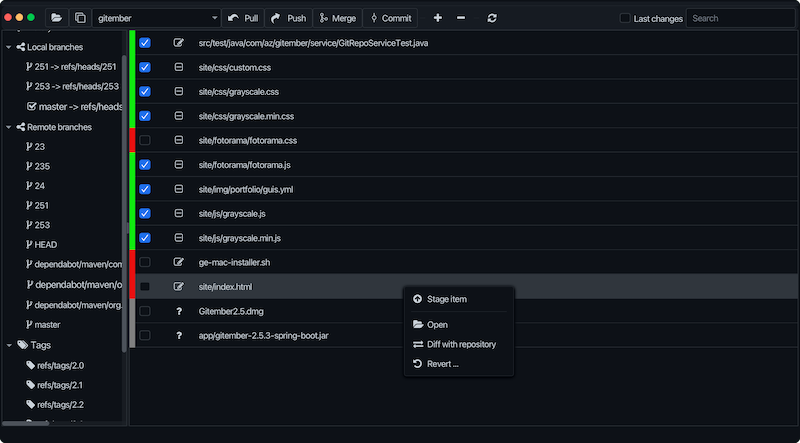 gitember Pull Push Merge Commit Last changes Search
Local branches
251 -> refs/heads/251
253 -> refs/heads/253
master -> refs/heads
Remote branches
23
235
24
251
253
HEAD
dependabot/maven/com
dependabot/maven/o
dependabot/maven/org
master
Tags
refs/tags/2.0
refs/tags/2.1
refs/tags/2.2
src/test/java/com/az/gitember/service/GitRepoServiceTest.java
site/css/custom.css
site/css/grayscale.css
site/css/grayscale.min.css
site/fotorama/fotorama.css
site/fotorama/fotorama.js
site/img/portfolio/guis.yml
site/js/grayscale.js
site/js/grayscale.min.js
ge-mac-installer.sh
site/index.html
? Gitember2.5.dmg
? app/gitember-2.5.3-spring-boot.jar
Stage item
Open
Diff with repository
Revert ...